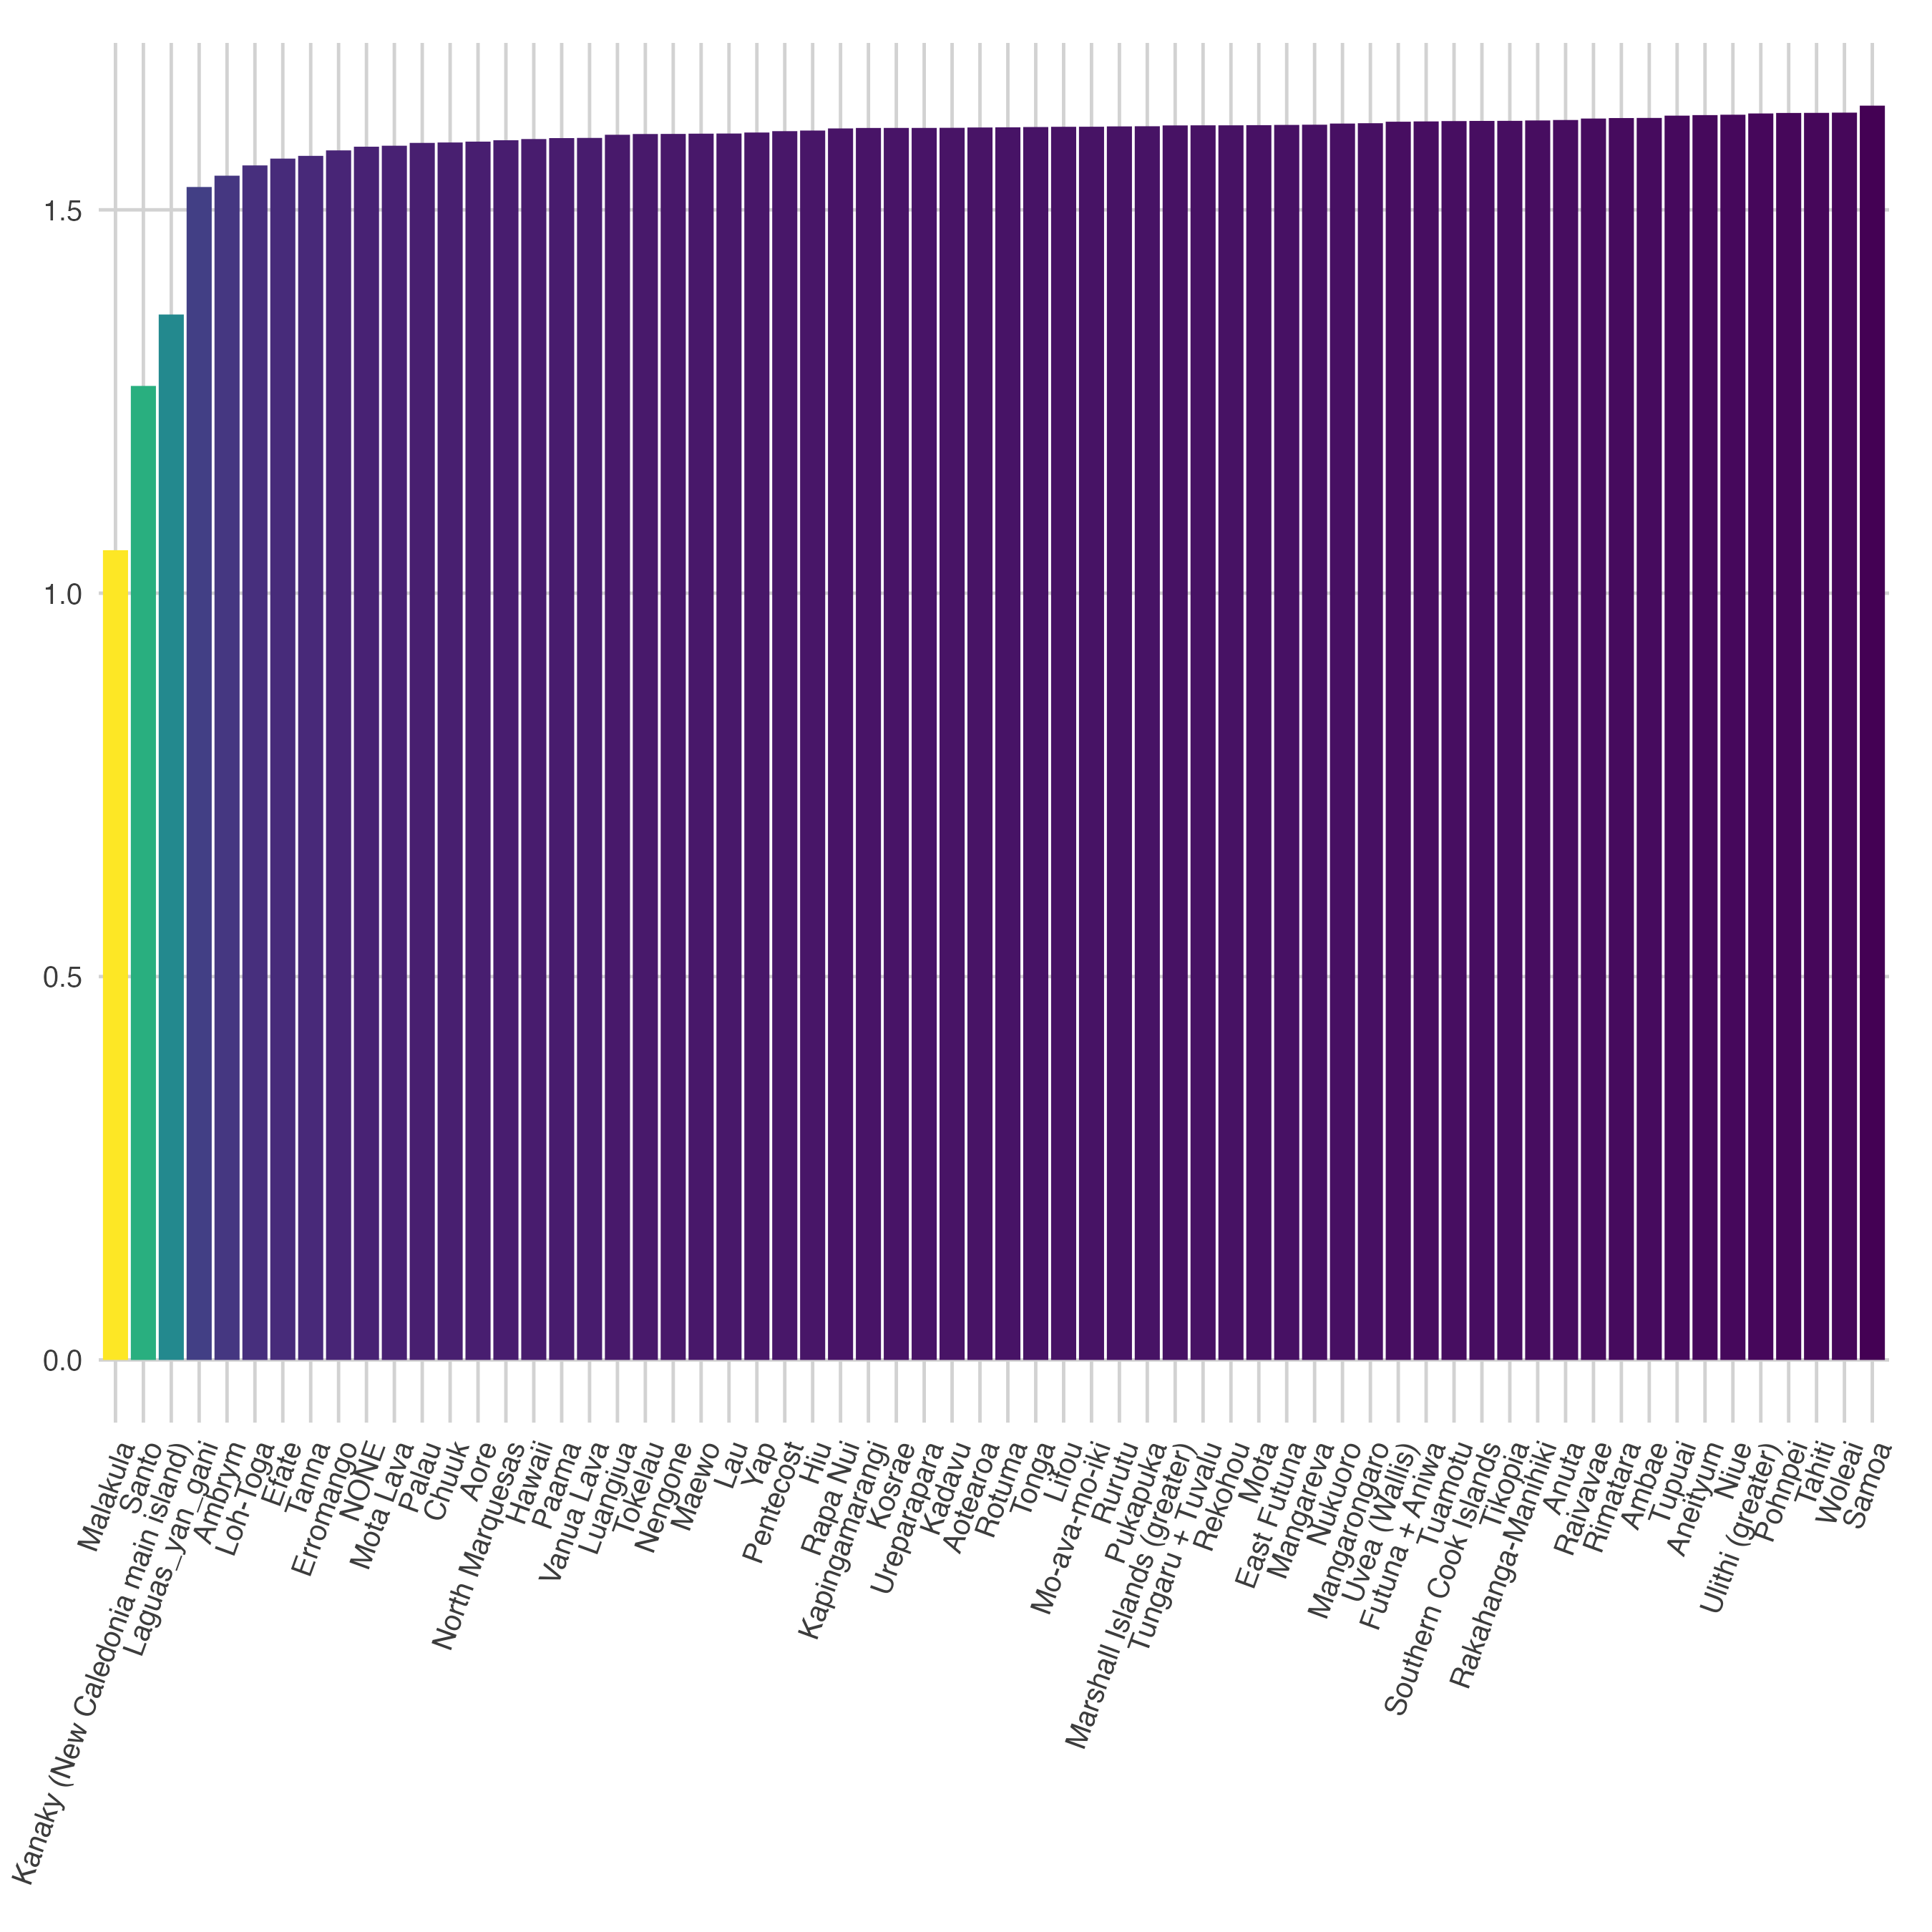 1.5
1.0
0.5
0.0
Malakula
Santo
Kanaky (New Caledonia main island)
Laguas_yan_gani
Ambrym
Loh-Toga
Efate
Tanna
Erromango
NONE
Mota Lava
Palau
Chuuk
Aore
North Marquesas
Hawaii
Paama
Vanua Lava
Luangiua
Tokelau
Nengone
Maewo
Lau
Yap
Pentecost
Hiu
Rapa Nui
Kapingamarangi
Kosrae
Ureparapara
Kadavu
Aotearoa
Rotuma
Tonga
Lifou
Mo-ava-mo-iki
Rurutu
Pukapuka
Marshall Islands (greater)
Tungaru + Tuvalu
Rekohou
Mota
East Futuna
Mangareva
Nukuoro
Mangarongaro
Uvea (Wallis)
Futuna + Aniwa
Tuamotu
Southern Cook Islands
Tikopia
Rakahanga-Manihiki
Anuta
Raivavae
Rimatara
Ambae
Tupuai
Aneityum
Niue
Ulithi (greater)
Pohnpei
Tahiti
Woleai
Samoa